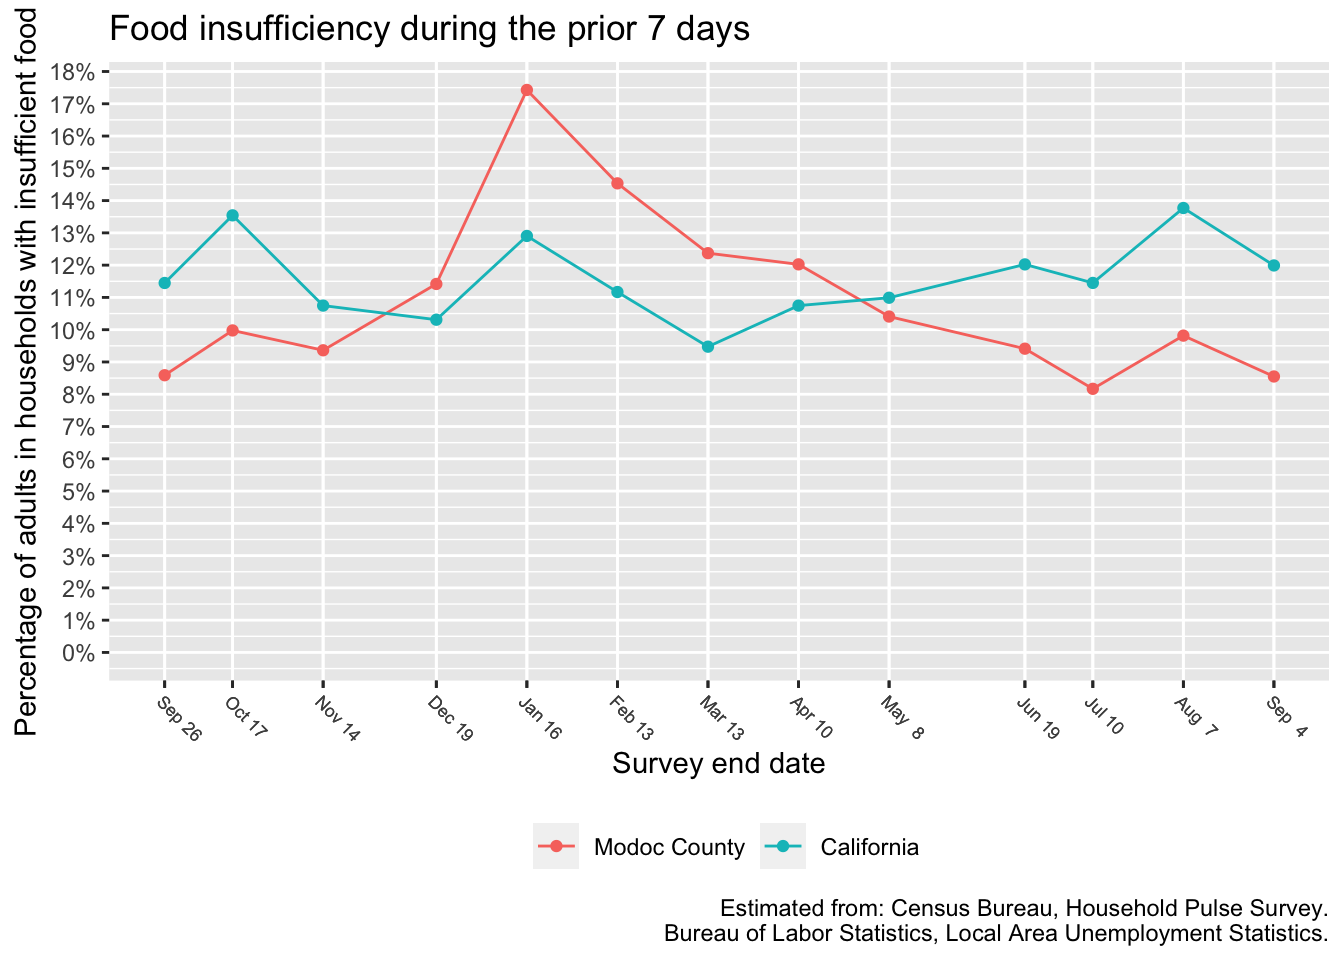 Food insufficiency during the prior 7 days
Percentage of adults in households with insufficient food
18%
17%
16%
15%
14%
13%
12%
11%
10%
9%
8%
7%
6%
5%
4%
3%
2%
1%
0%
Sep 26
Oct 17
Nov 14
Dec 19
Jan 16
Feb 13
Mar 13
Apr 10
May 8
Jun 19
Jul 10
Aug 7
Sep 4
Survey end date
Modoc County
California
Estimated from: Census Bureau, Household Pulse Survey.
Bureau of Labor Statistics, Local Area Unemployment Statistics.